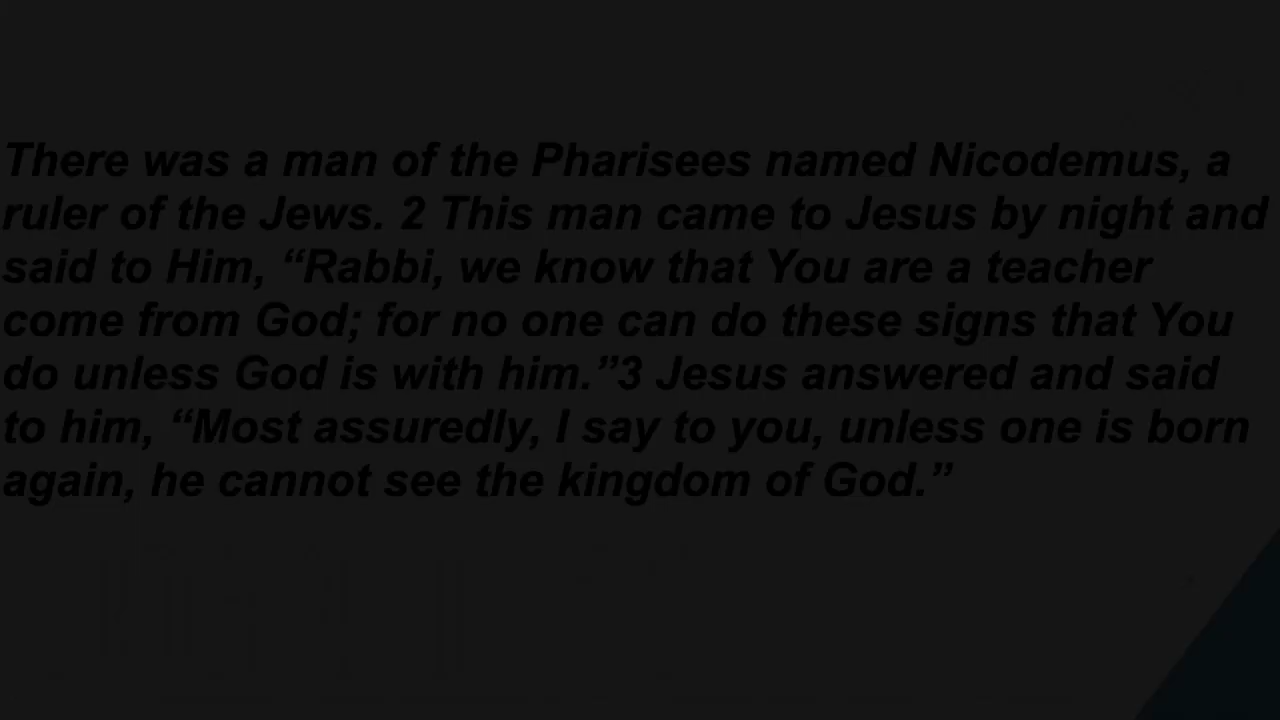 There was a man of the Pharisees named Nicodemus, a
ruler of the Jews. 2 This man came to Jesus by night and
said to Him, “Rabbi, we know that You are a teacher
come from God; for no one can do these signs that You
do unless God is with him.”3 Jesus answered and said
to him, “Most assuredly, I say to you, unless one is born
again, he cannot see the kingdom of God.”